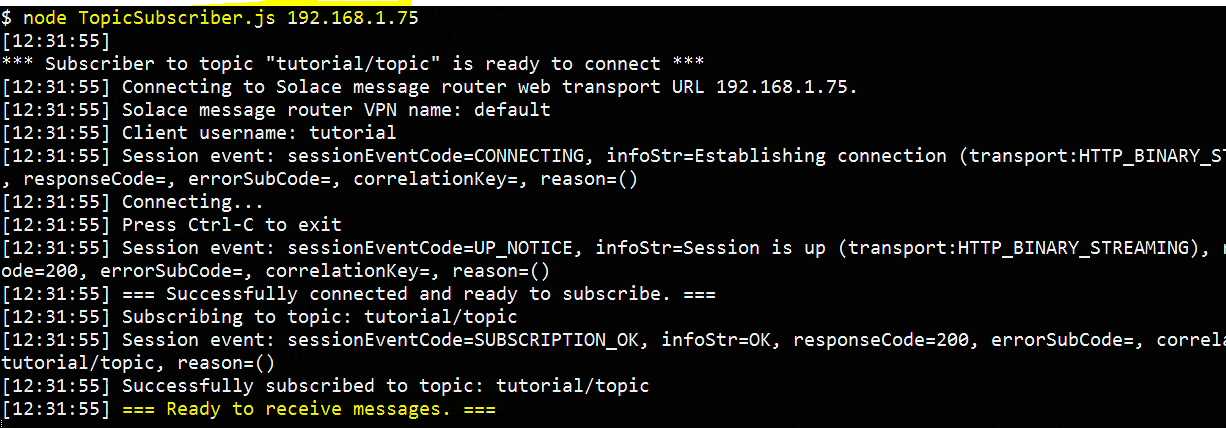 $ node TopicSubscriber.js 192.168.1.75
[12:31:55]
*** Subscriber to topic "tutorial/topic" is ready to connect ***
[12:31:55] Connecting to Solace message router web transport URL 192.168.1.75.
[12:31:55] Solace message router VPN name: default
[12:31:55] Client username: tutorial
[12:31:55] Session event: sessionEventCode=CONNECTING, infoStr=Establishing connection (transport:HTTP_BINARY_ST
, responseCode=, errorSubCode=, correlationKey=, reason=()
[12:31:55] Connecting...
[12:31:55] Press Ctrl-C to exit
[12:31:55] Session event: sessionEventCode=UP_NOTICE, infoStr=Session is up (transport:HTTP_BINARY_STREAMING),
ode=200, errorSubCode=, correlationKey=, reason=()
[12:31:55] === Successfully connected and ready to subscribe. ===
[12:31:55] Subscribing to topic: tutorial/topic
[12:31:55] Session event: sessionEventCode=SUBSCRIPTION_OK, infoStr=OK, responseCode=200, errorSubCode=, correla
tutorial/topic, reason=()
[12:31:55] Successfully subscribed to topic: tutorial/topic
[12:31:55] === Ready to receive messages. ===